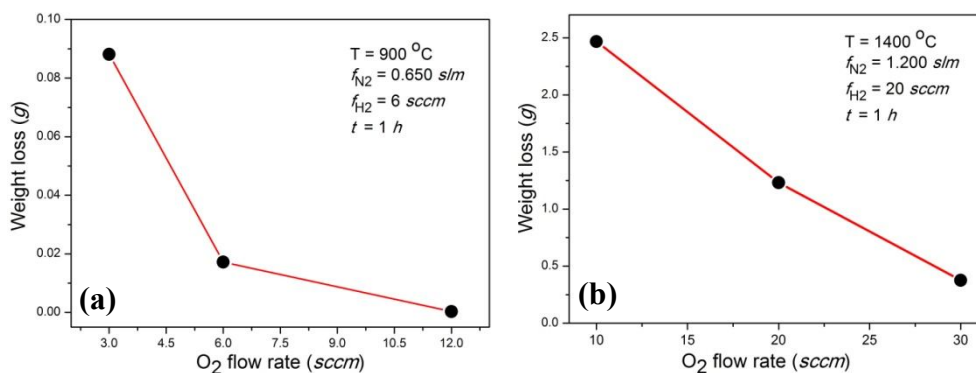 0.10
0.08
0.06
0.04
0.02
0.00
Weight loss (g)
T = 900 °C
fN2 = 0.650 slm
fH2 = 6 sccm
t = 1 h
(a)
3.0 4.5 6.0 7.5 9.0 10.5 12.0
O2 flow rate (sccm)
2.5
2.0
1.5
1.0
0.5
0.0
Weight loss (g)
T = 1400 °C
fN2 = 1.200 slm
fH2 = 20 sccm
t = 1 h
(b)
10 15 20 25 30
O2 flow rate (sccm)